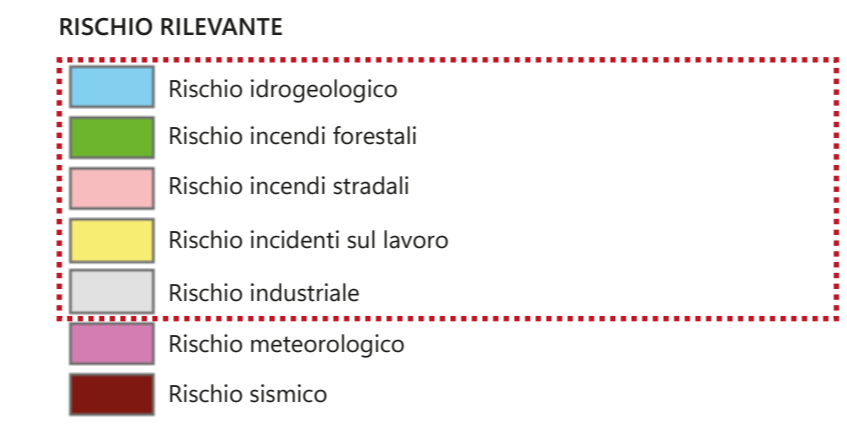 RISCHIO RILEVANTE
Rischio idrogeologico
Rischio incendi forestali
Rischio incendi stradali
Rischio incidenti sul lavoro
Rischio industriale
Rischio meteorologico
Rischio sismico